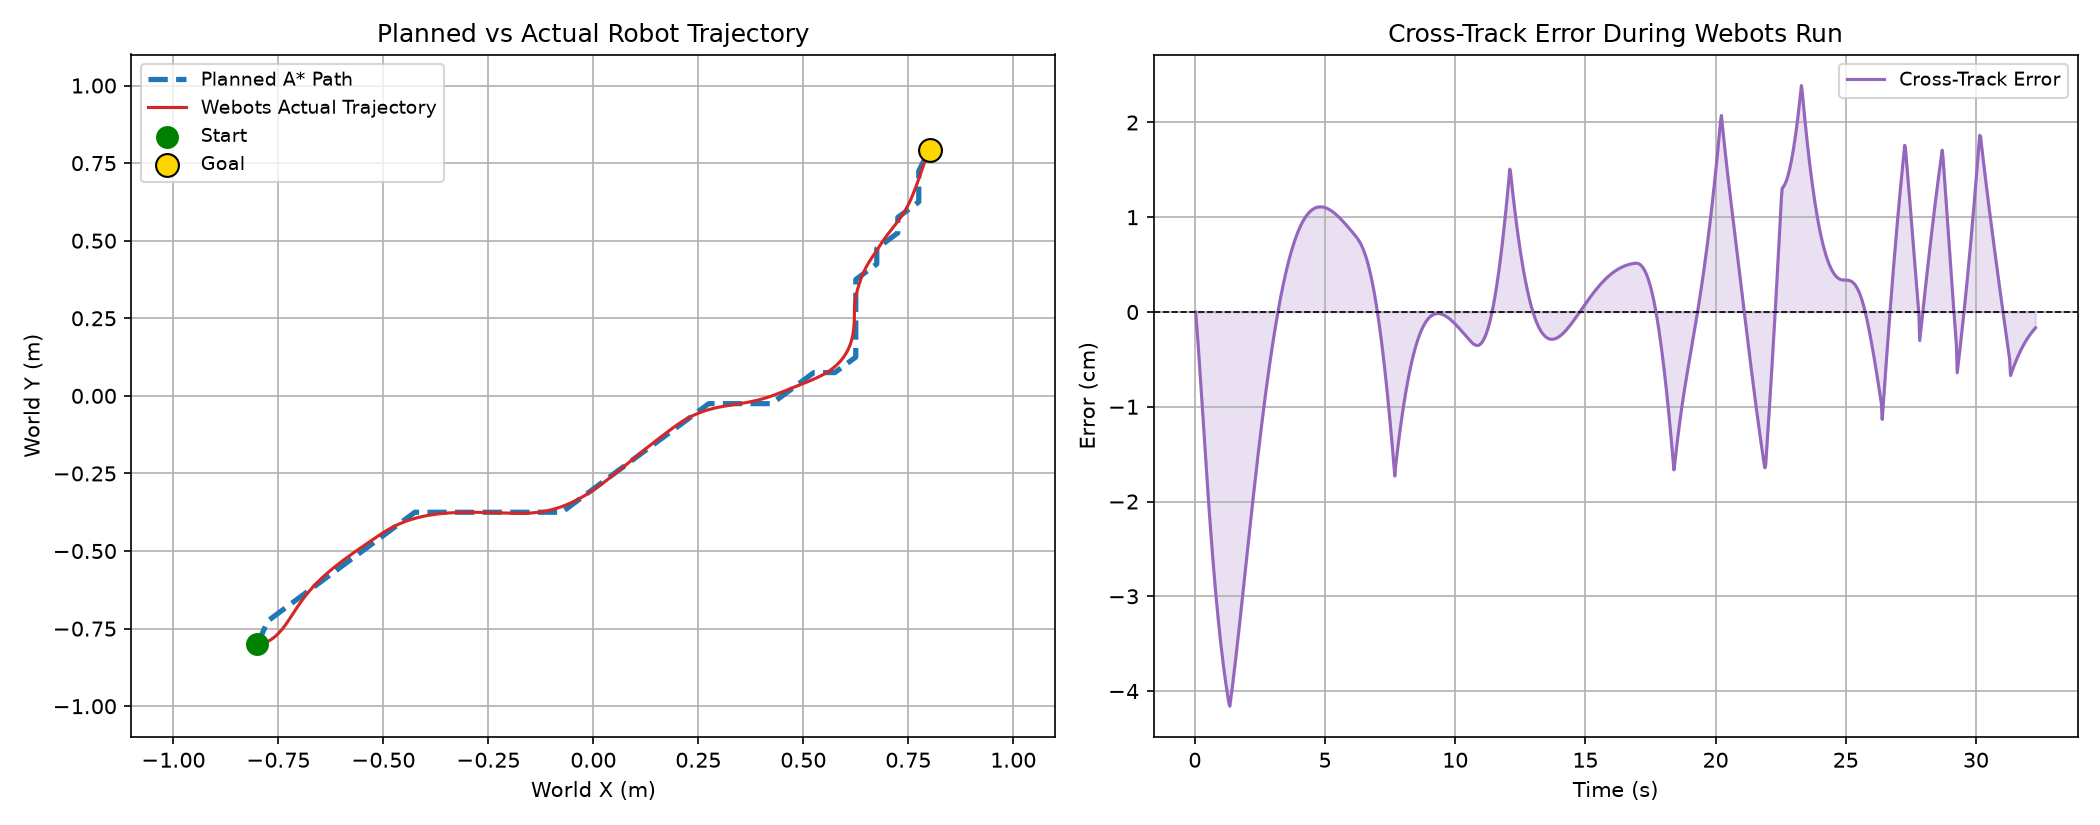 Planned vs Actual Robot Trajectory
Planned A* Path
Webots Actual Trajectory
Start
Goal
World Y (m)
1.00
0.75
0.50
0.25
0.00
−0.25
−0.50
−0.75
−1.00
−1.00 −0.75 −0.50 −0.25 0.00 0.25 0.50 0.75 1.00
World X (m)
Cross-Track Error During Webots Run
Cross-Track Error
Error (cm)
2
1
0
−1
−2
−3
−4
0 5 10 15 20 25 30
Time (s)